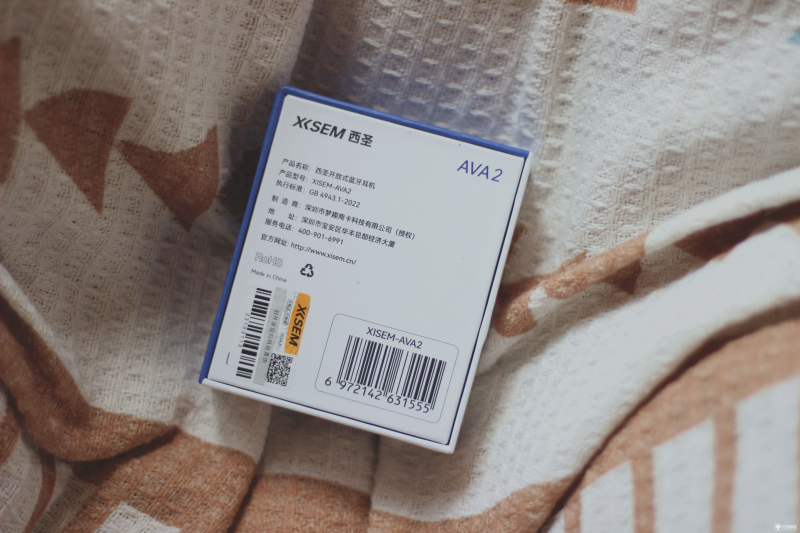 XISEM 西圣
AVA2
产品名称: 西圣开放式蓝牙耳机
产品型号: XISEM-AVA2
执行标准: GB 4943.1-2022
制 造 商: 深圳市梦趣南卡科技有限公司 (授权)
地 址: 深圳市宝安区华丰总部经济大厦
服务电话: 400-901-6991
官方网址: http://www.xisem.cn/
RoHS
Made in China
XISEM
XISEM-AVA2
6 972142 631555